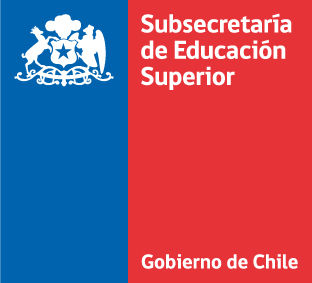 Subsecretaría
de Educación
Superior
Gobierno de Chile